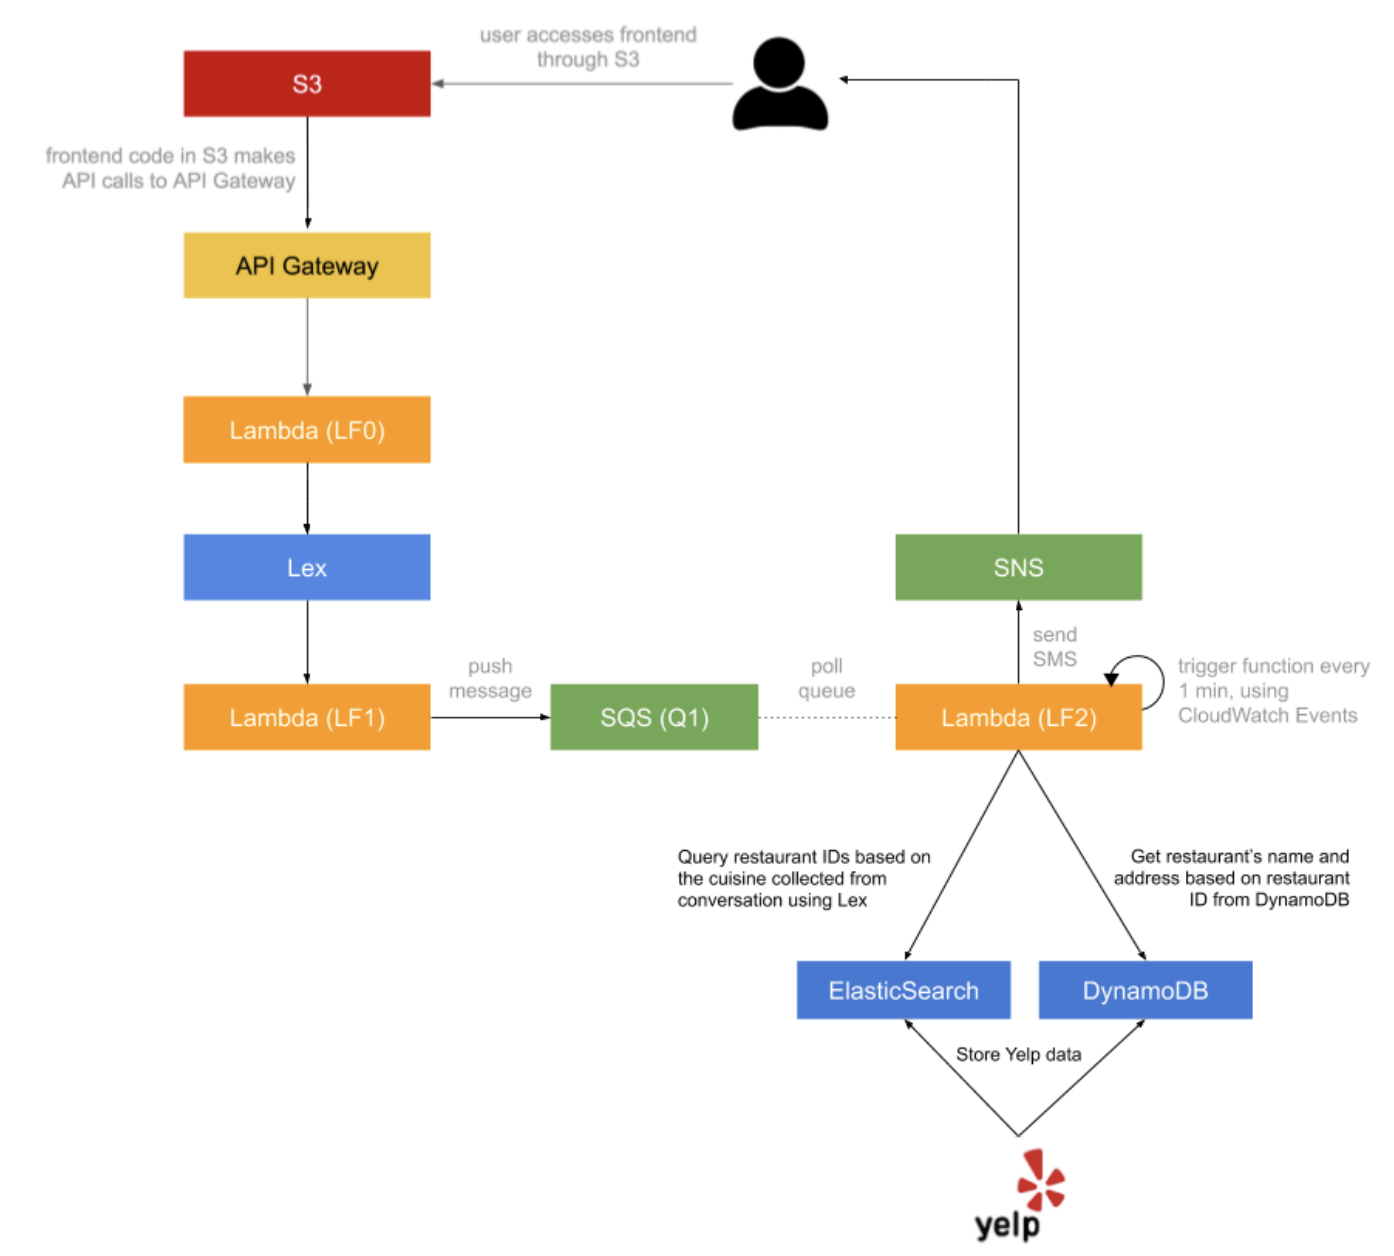 user accesses frontend
through S3
S3
frontend code in S3 makes
API calls to API Gateway
API Gateway
Lambda (LF0)
Lex
SNS
send
SMS
push
message
poll
queue
trigger function every
1 min, using
CloudWatch Events
Lambda (LF1)
SQS (Q1)
Lambda (LF2)
Query restaurant IDs based on
the cuisine collected from
conversation using Lex
Get restaurant's name and
address based on restaurant
ID from DynamoDB
ElasticSearch
DynamoDB
Store Yelp data
yelp